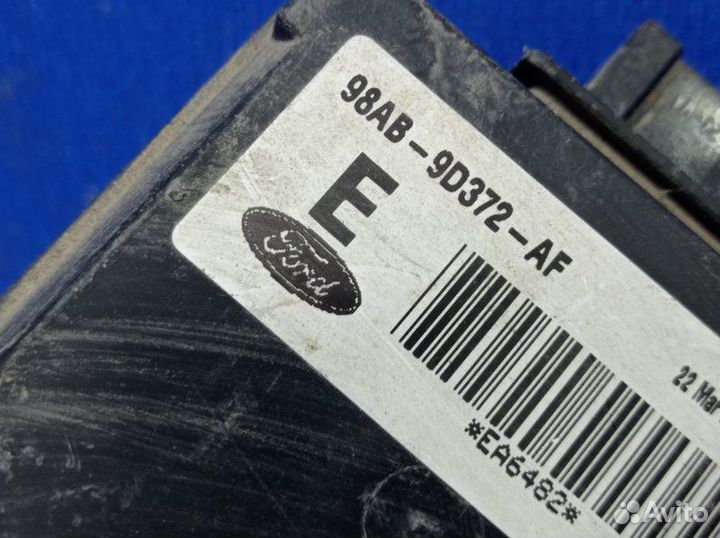 98AB-9D372-AF
E
Ford
22 Mar
*EA6482*
Avito